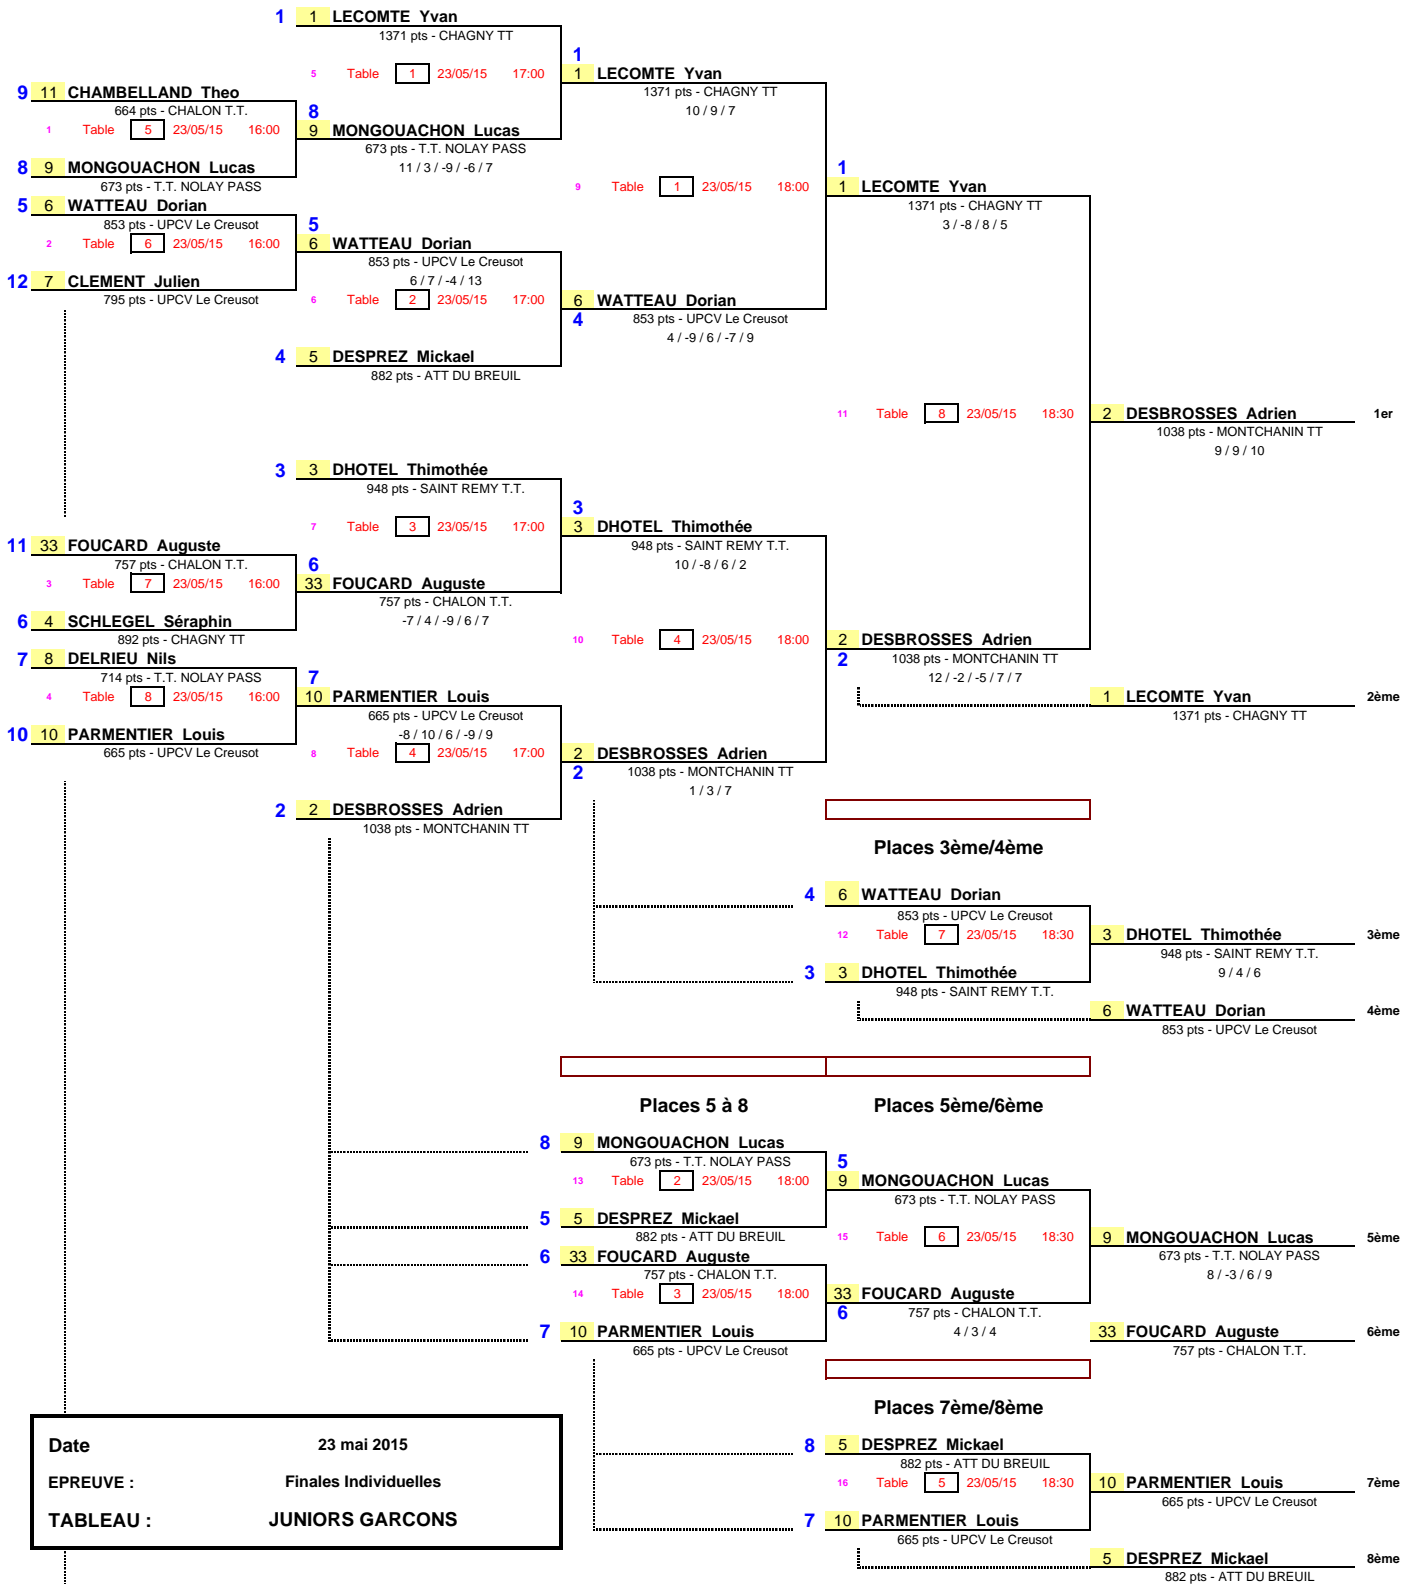 1 1 LECOMTE Yvan
1371 pts - CHAGNY TT
5 Table 1 23/05/15 17:00
1
1 LECOMTE Yvan
1371 pts - CHAGNY TT
10 / 9 / 7
9 11 CHAMBELLAND Theo
664 pts - CHALON T.T.
1 Table 5 23/05/15 16:00
8
9 MONGOUACHON Lucas
673 pts - T.T. NOLAY PASS
11 / 3 / -9 / -6 / 7
8 9 MONGOUACHON Lucas
673 pts - T.T. NOLAY PASS
9 Table 1 23/05/15 18:00
1
1 LECOMTE Yvan
1371 pts - CHAGNY TT
3 / -8 / 8 / 5
5 6 WATTEAU Dorian
853 pts - UPCV Le Creusot
2 Table 6 23/05/15 16:00
5
6 WATTEAU Dorian
853 pts - UPCV Le Creusot
6 / 7 / -4 / 13
12 7 CLEMENT Julien
795 pts - UPCV Le Creusot
6 Table 2 23/05/15 17:00
6 WATTEAU Dorian
4
853 pts - UPCV Le Creusot
4 / -9 / 6 / -7 / 9
4 5 DESPREZ Mickael
882 pts - ATT DU BREUIL
11 Table 8 23/05/15 18:30
2 DESBROSSES Adrien 1er
1038 pts - MONTCHANIN TT
9 / 9 / 10
3 3 DHOTEL Thimothée
948 pts - SAINT REMY T.T.
7 Table 3 23/05/15 17:00
3
3 DHOTEL Thimothée
948 pts - SAINT REMY T.T.
10 / -8 / 6 / 2
11 33 FOUCARD Auguste
757 pts - CHALON T.T.
3 Table 7 23/05/15 16:00
6
33 FOUCARD Auguste
757 pts - CHALON T.T.
-7 / 4 / -9 / 6 / 7
6 4 SCHLEGEL Séraphin
892 pts - CHAGNY TT
10 Table 4 23/05/15 18:00
2 DESBROSSES Adrien
2
1038 pts - MONTCHANIN TT
12 / -2 / -5 / 7 / 7
7 8 DELRIEU Nils
714 pts - T.T. NOLAY PASS
4 Table 8 23/05/15 16:00
7
10 PARMENTIER Louis
665 pts - UPCV Le Creusot
-8 / 10 / 6 / -9 / 9
1 LECOMTE Yvan 2ème
1371 pts - CHAGNY TT
10 10 PARMENTIER Louis
665 pts - UPCV Le Creusot
8 Table 4 23/05/15 17:00
2 DESBROSSES Adrien
2
1038 pts - MONTCHANIN TT
1 / 3 / 7
2 2 DESBROSSES Adrien
1038 pts - MONTCHANIN TT
Places 3ème/4ème
4 6 WATTEAU Dorian
853 pts - UPCV Le Creusot
12 Table 7 23/05/15 18:30
3 DHOTEL Thimothée 3ème
948 pts - SAINT REMY T.T.
9 / 4 / 6
3 3 DHOTEL Thimothée
948 pts - SAINT REMY T.T.
6 WATTEAU Dorian 4ème
853 pts - UPCV Le Creusot
Places 5 à 8
Places 5ème/6ème
8 9 MONGOUACHON Lucas
673 pts - T.T. NOLAY PASS
13 Table 2 23/05/15 18:00
5
9 MONGOUACHON Lucas
673 pts - T.T. NOLAY PASS
5 5 DESPREZ Mickael
882 pts - ATT DU BREUIL
15 Table 6 23/05/15 18:30
9 MONGOUACHON Lucas 5ème
673 pts - T.T. NOLAY PASS
8 / -3 / 6 / 9
6 33 FOUCARD Auguste
757 pts - CHALON T.T.
14 Table 3 23/05/15 18:00
33 FOUCARD Auguste
6
757 pts - CHALON T.T.
4 / 3 / 4
7 10 PARMENTIER Louis
665 pts - UPCV Le Creusot
33 FOUCARD Auguste 6ème
757 pts - CHALON T.T.
Places 7ème/8ème
8 5 DESPREZ Mickael
882 pts - ATT DU BREUIL
16 Table 5 23/05/15 18:30
10 PARMENTIER Louis 7ème
665 pts - UPCV Le Creusot
7 10 PARMENTIER Louis
665 pts - UPCV Le Creusot
5 DESPREZ Mickael 8ème
882 pts - ATT DU BREUIL
Date 23 mai 2015
EPREUVE : Finales Individuelles
TABLEAU : JUNIORS GARCONS